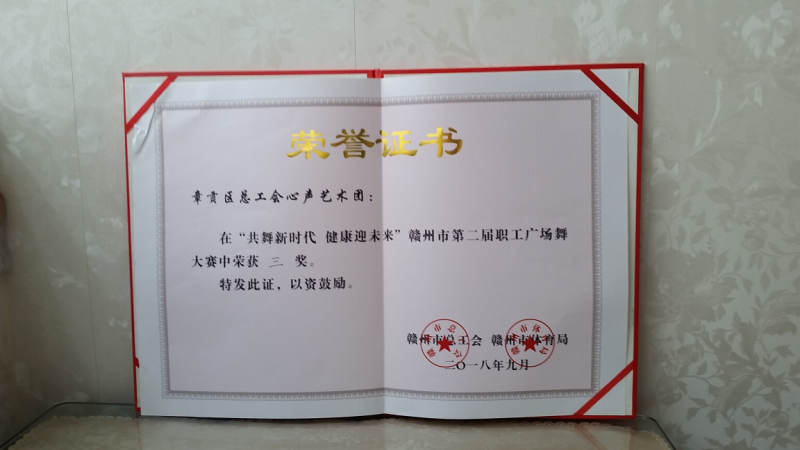 荣誉证书
章贡区总工会心声艺术团：
在“共舞新时代 健康迎未来”赣州市第二届职工广场舞
大赛中荣获 三 奖。
特发此证，以资鼓励。
赣州市总工会 赣州市体育局
二〇一八年九月